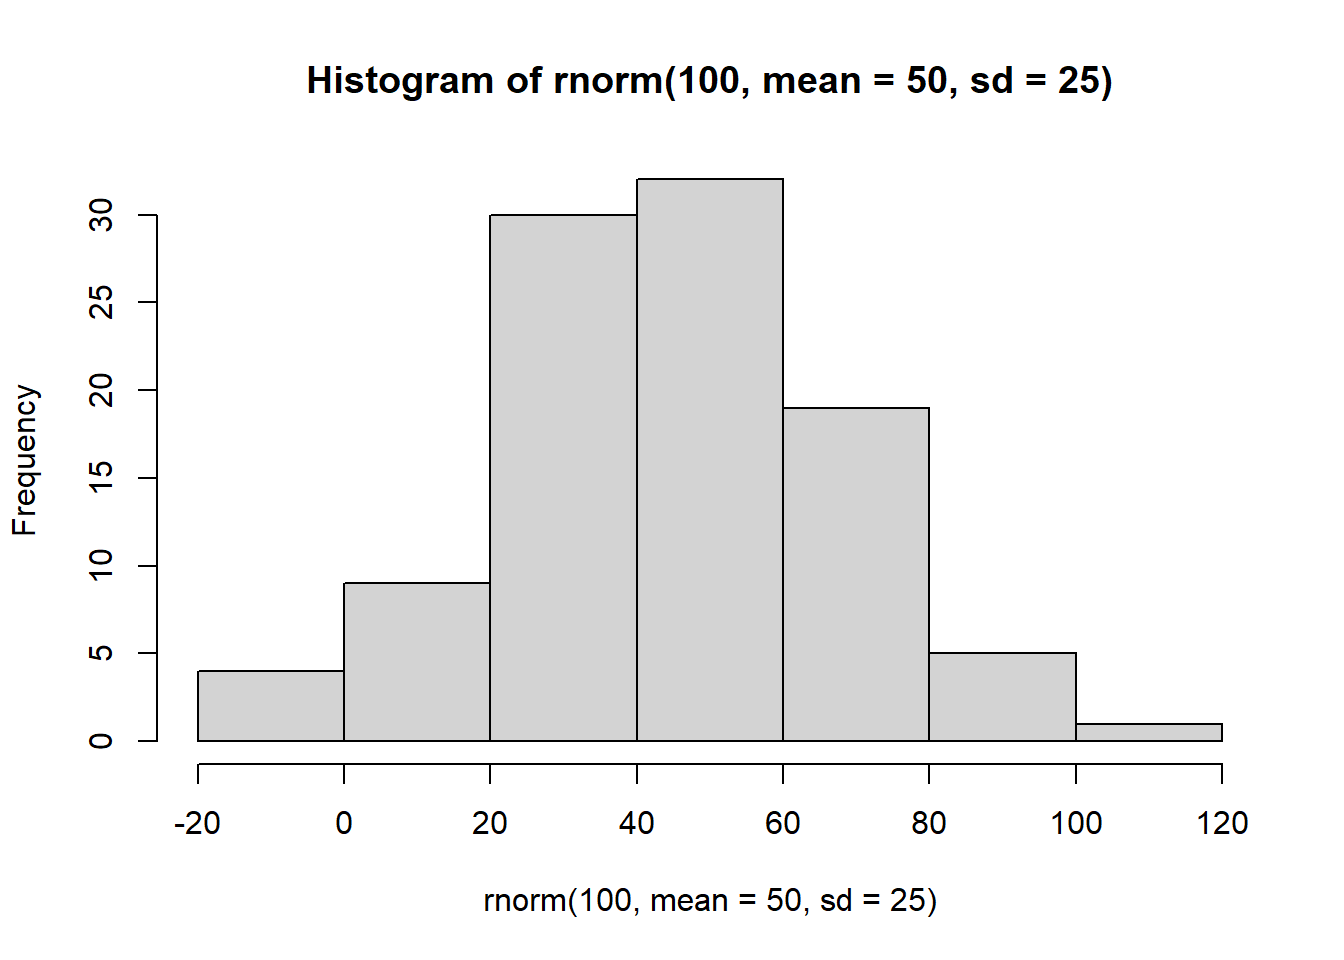 Histogram of rnorm(100, mean = 50, sd = 25)
Frequency
30
25
20
15
10
5
0
-20 0 20 40 60 80 100 120
rnorm(100, mean = 50, sd = 25)